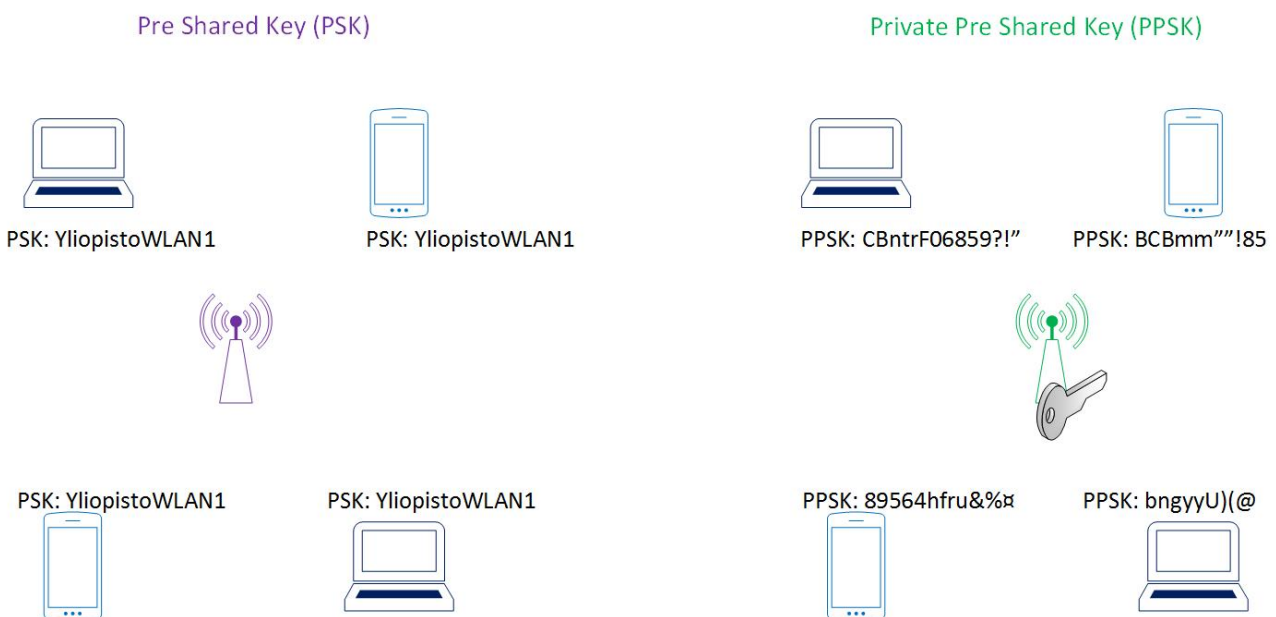 Pre Shared Key (PSK)
Private Pre Shared Key (PPSK)
PSK: YliopistoWLAN1
PSK: YliopistoWLAN1
PPSK: CBntrF06859?!”
PPSK: BCBmm””!85
PSK: YliopistoWLAN1
PSK: YliopistoWLAN1
PPSK: 89564hfru&%¤
PPSK: bngyyU)(@